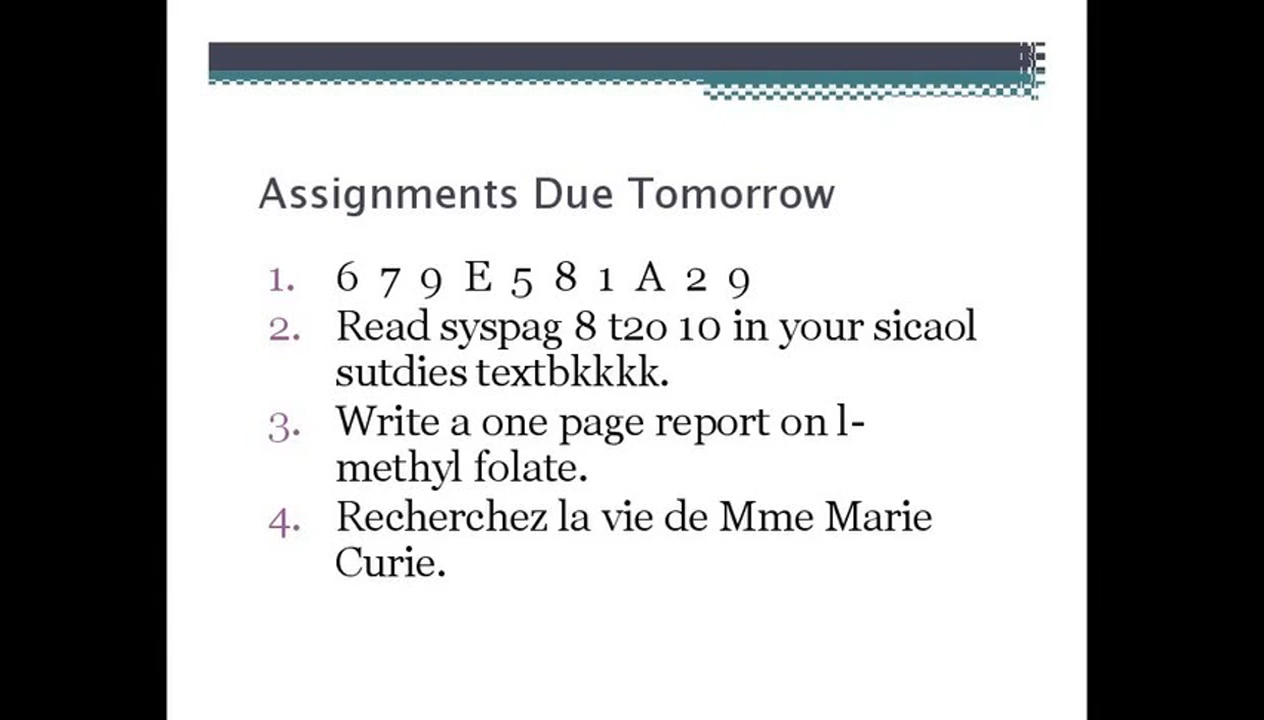 Assignments Due Tomorrow
1. 6 7 9 E 5 8 1 A 2 9
2. Read syspag 8 t2o 10 in your sicaol
sutdies textbkkkk.
3. Write a one page report on l-
methyl folate.
4. Recherchez la vie de Mme Marie
Curie.